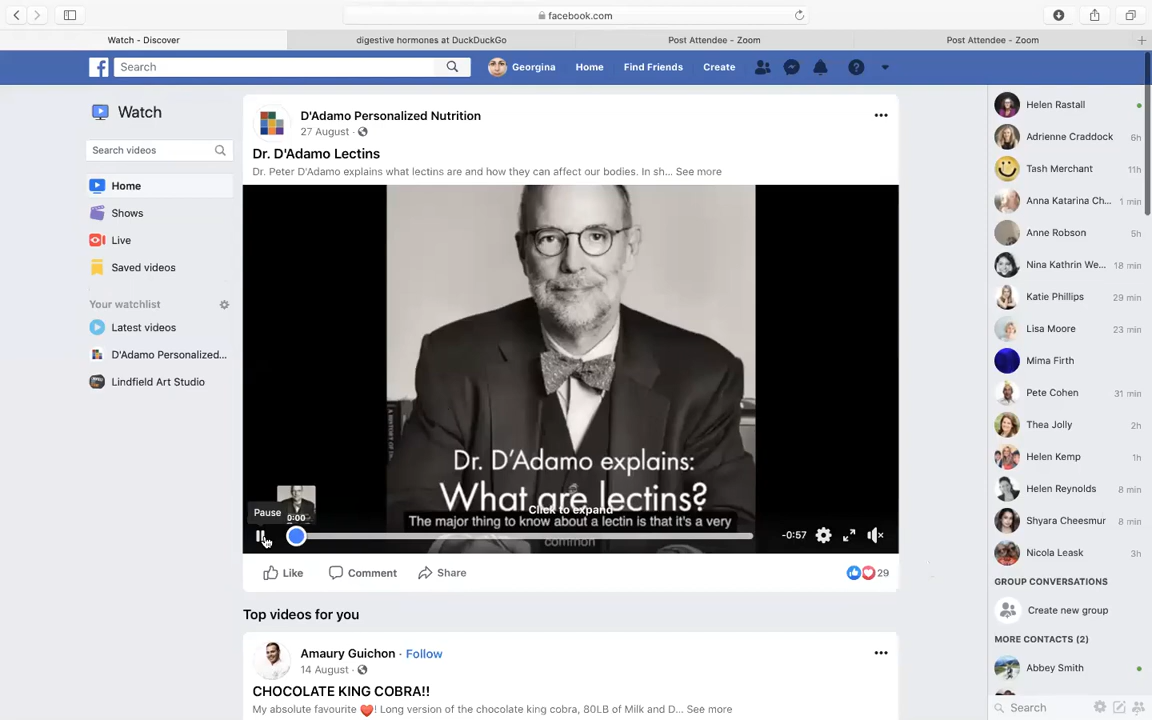 facebook.com
Watch - Discover
digestive hormones at DuckDuckGo
Post Attendee - Zoom
Post Attendee - Zoom
Search
Georgina
Home
Find Friends
Create
Watch
Search videos
Home
Shows
Live
Saved videos
Your watchlist
Latest videos
D'Adamo Personalized...
Lindfield Art Studio
D'Adamo Personalized Nutrition
27 August ·
Dr. D'Adamo Lectins
Dr. Peter D'Adamo explains what lectins are and how they can affect our bodies. In sh... See more
Dr. D'Adamo explains:
What are lectins?
Click to expand
The major thing to know about a lectin is that it's a very
common
Pause
0:00
-0:57
Like
Comment
Share
29
Top videos for you
Amaury Guichon · Follow
14 August ·
CHOCOLATE KING COBRA!!
My absolute favourite ❤️! Long version of the chocolate king cobra, 80LB of Milk and D... See more
Helen Rastall
Adrienne Craddock 6h
Tash Merchant 11h
Anna Katarina Ch... 1 min
Anne Robson 5h
Nina Kathrin We... 18 min
Katie Phillips 29 min
Lisa Moore 23 min
Mima Firth
Pete Cohen 31 min
Thea Jolly 2h
Helen Kemp 1h
Helen Reynolds 8 min
Shyara Cheesmur 8 min
Nicola Leask 3h
GROUP CONVERSATIONS
Create new group
MORE CONTACTS (2)
Abbey Smith
Search